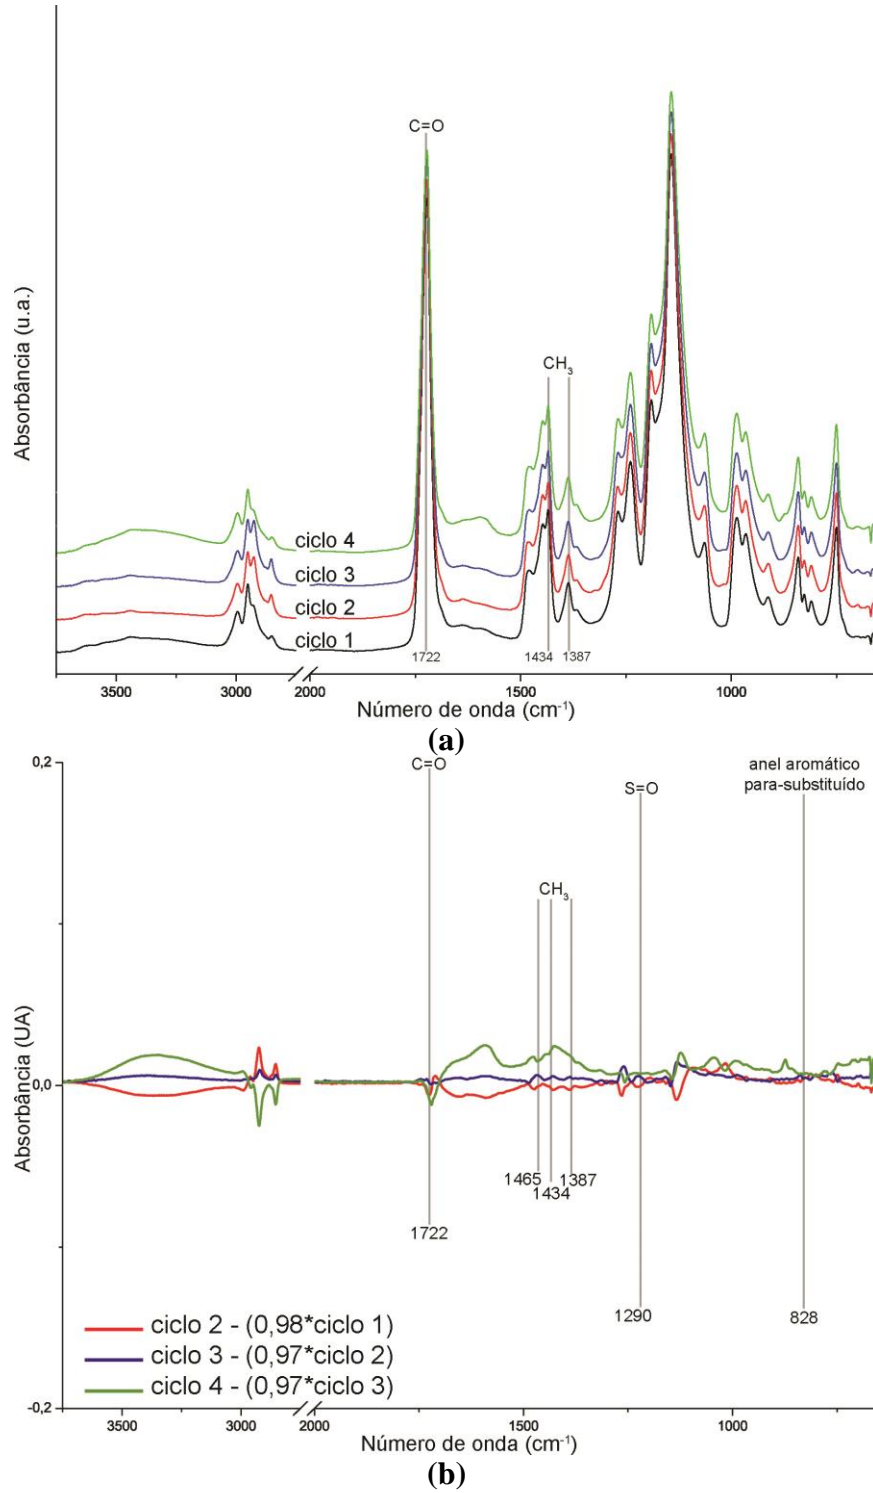 C=O
CH₃
Absorbância (u.a.)
ciclo 4
ciclo 3
ciclo 2
ciclo 1
1722
1434
1387
3500
3000
2000
1500
1000
Número de onda (cm⁻¹)
(a)
0,2
C=O
anel aromático
para-substituído
S=O
CH₃
Absorbância (UA)
0,0
1465
1387
1434
1722
1290
828
ciclo 2 - (0,98*ciclo 1)
ciclo 3 - (0,97*ciclo 2)
ciclo 4 - (0,97*ciclo 3)
-0,2
3500
3000
2000
1500
1000
Número de onda (cm⁻¹)
(b)